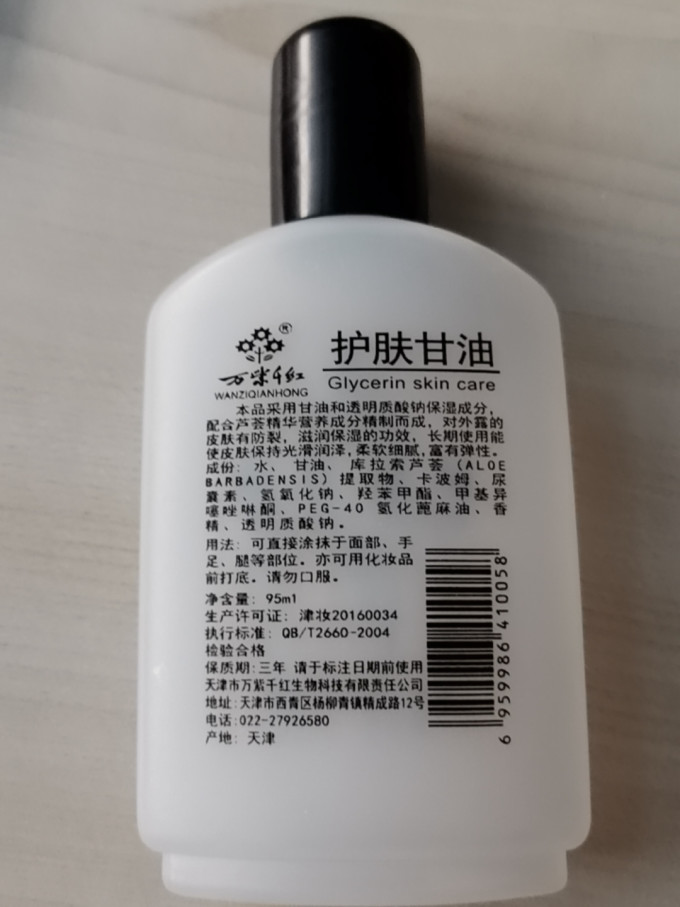 ®
万紫千红
WANZIQIANHONG
护肤甘油
Glycerin skin care
本品采用甘油和透明质酸钠保湿成分，
配合芦荟精华营养成分精制而成，对外露的
皮肤有防裂，滋润保湿的功效，长期使用能
使皮肤保持光滑润泽，柔软细腻，富有弹性。
成份：水、甘油、库拉索芦荟（ALOE
BARBADENSIS）提取物、卡波姆、尿
囊素、氢氧化钠、羟苯甲酯、甲基异
噻唑啉酮、PEG-40 氢化蓖麻油、香
精、透明质酸钠。
用法：可直接涂抹于面部、手
足、腿等部位。亦可用化妆品
前打底。请勿口服。
净含量：95ml
生产许可证：津妆20160034
执行标准：QB/T2660-2004
检验合格
保质期：三年 请于标注日期前使用
天津市万紫千红生物科技有限责任公司
地址：天津市西青区杨柳青镇精成路12号
电话：022-27926580
产地：天津
6 959986 410058